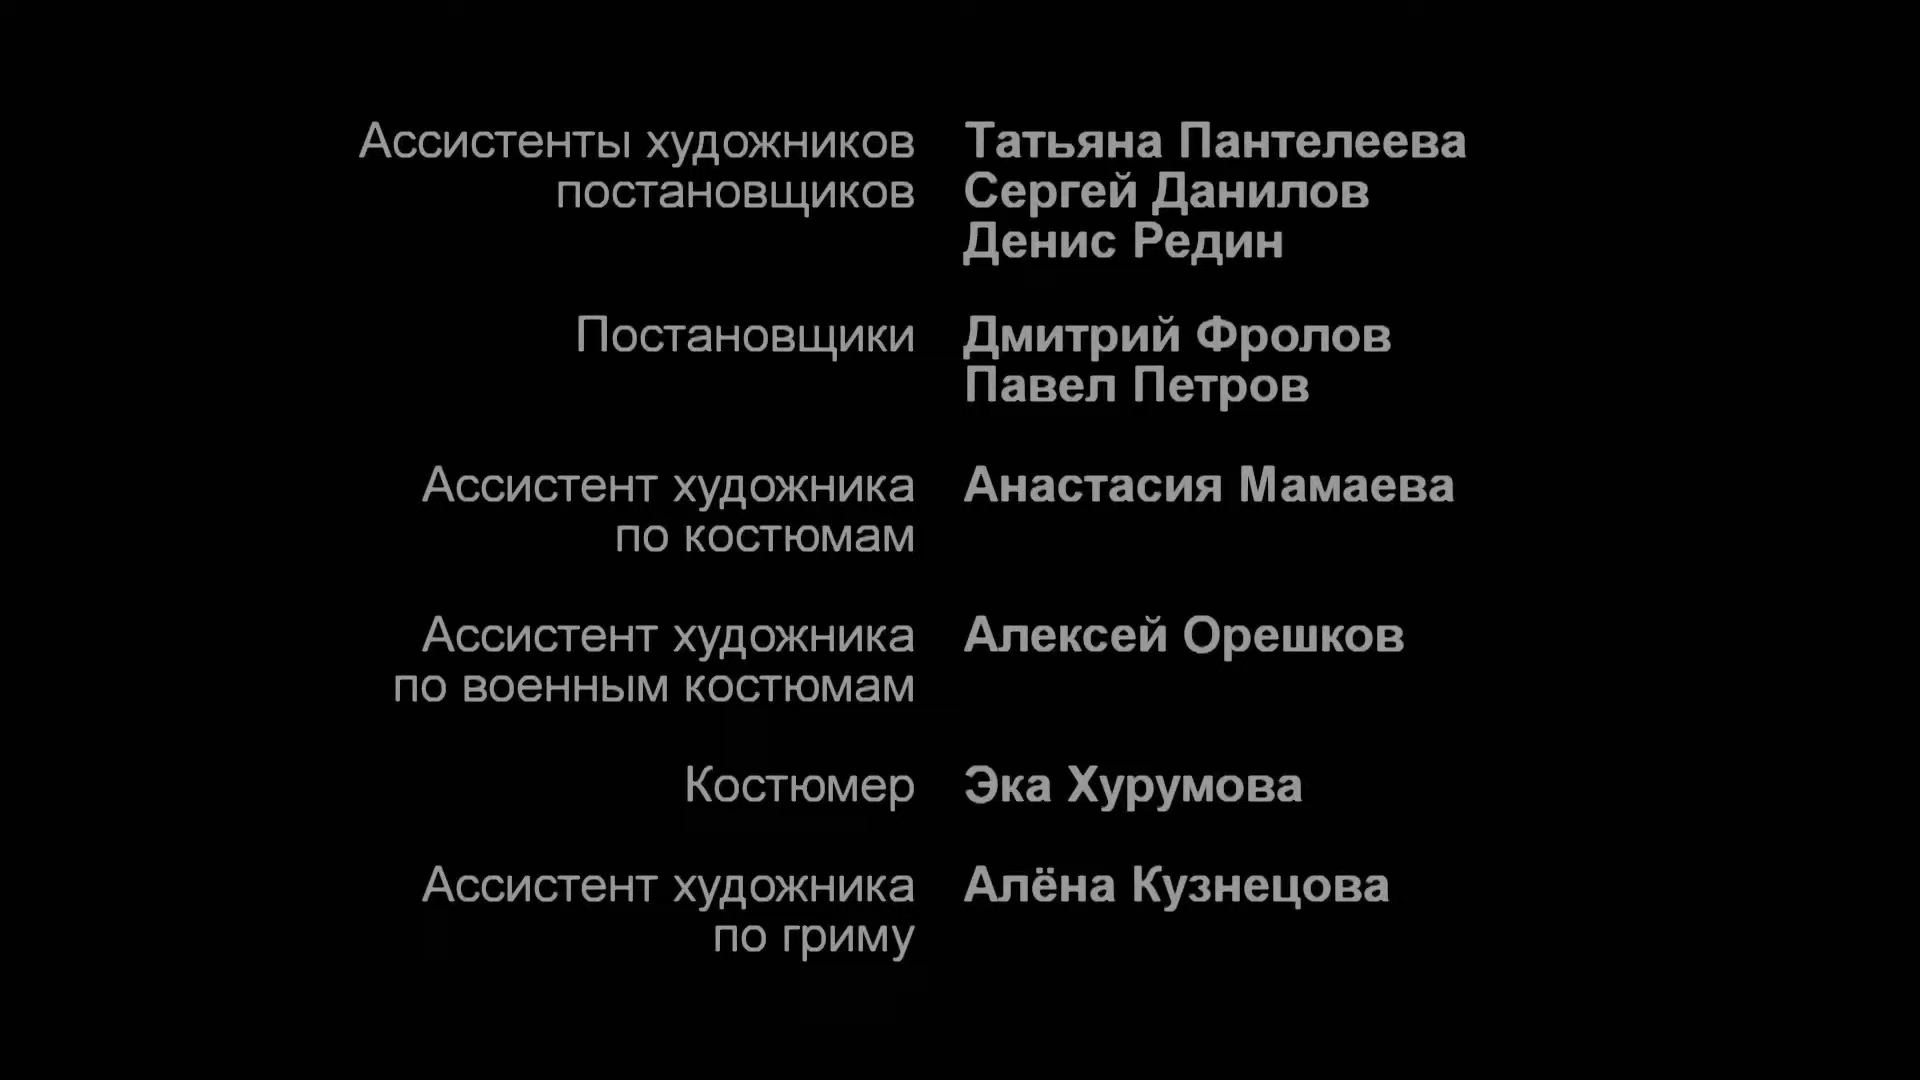 Ассистенты художников Татьяна Пантелеева
постановщиков Сергей Данилов
Денис Редин
Постановщики Дмитрий Фролов
Павел Петров
Ассистент художника Анастасия Мамаева
по костюмам
Ассистент художника Алексей Орешков
по военным костюмам
Костюмер Эка Хурумова
Ассистент художника Алёна Кузнецова
по гриму